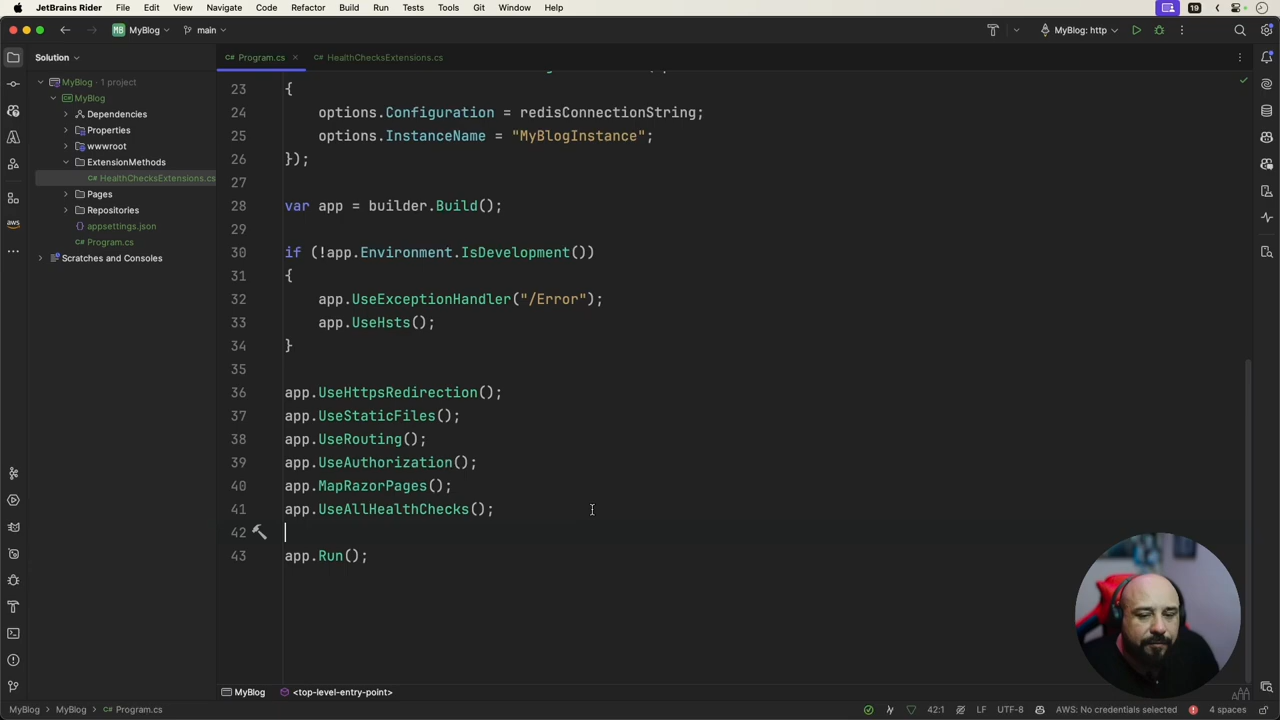 JetBrains Rider File Edit View Navigate Code Refactor Build Run Tests Tools Git Window Help 19
MB MyBlog main MyBlog: http
Solution
C# Program.cs
C# HealthChecksExtensions.cs
MyBlog · 1 project
MyBlog
Dependencies
Properties
wwwroot
ExtensionMethods
C# HealthChecksExtensions.cs
Pages
Repositories
{} appsettings.json
C# Program.cs
Scratches and Consoles
aws
23 {
24 options.Configuration = redisConnectionString;
25 options.InstanceName = "MyBlogInstance";
26 });
27
28 var app = builder.Build();
29
30 if (!app.Environment.IsDevelopment())
31 {
32 app.UseExceptionHandler("/Error");
33 app.UseHsts();
34 }
35
36 app.UseHttpsRedirection();
37 app.UseStaticFiles();
38 app.UseRouting();
39 app.UseAuthorization();
40 app.MapRazorPages();
41 app.UseAllHealthChecks();
42
43 app.Run();
MyBlog <top-level-entry-point>
MyBlog › MyBlog › C# Program.cs 42:1 LF UTF-8 AWS: No credentials selected 4 spaces